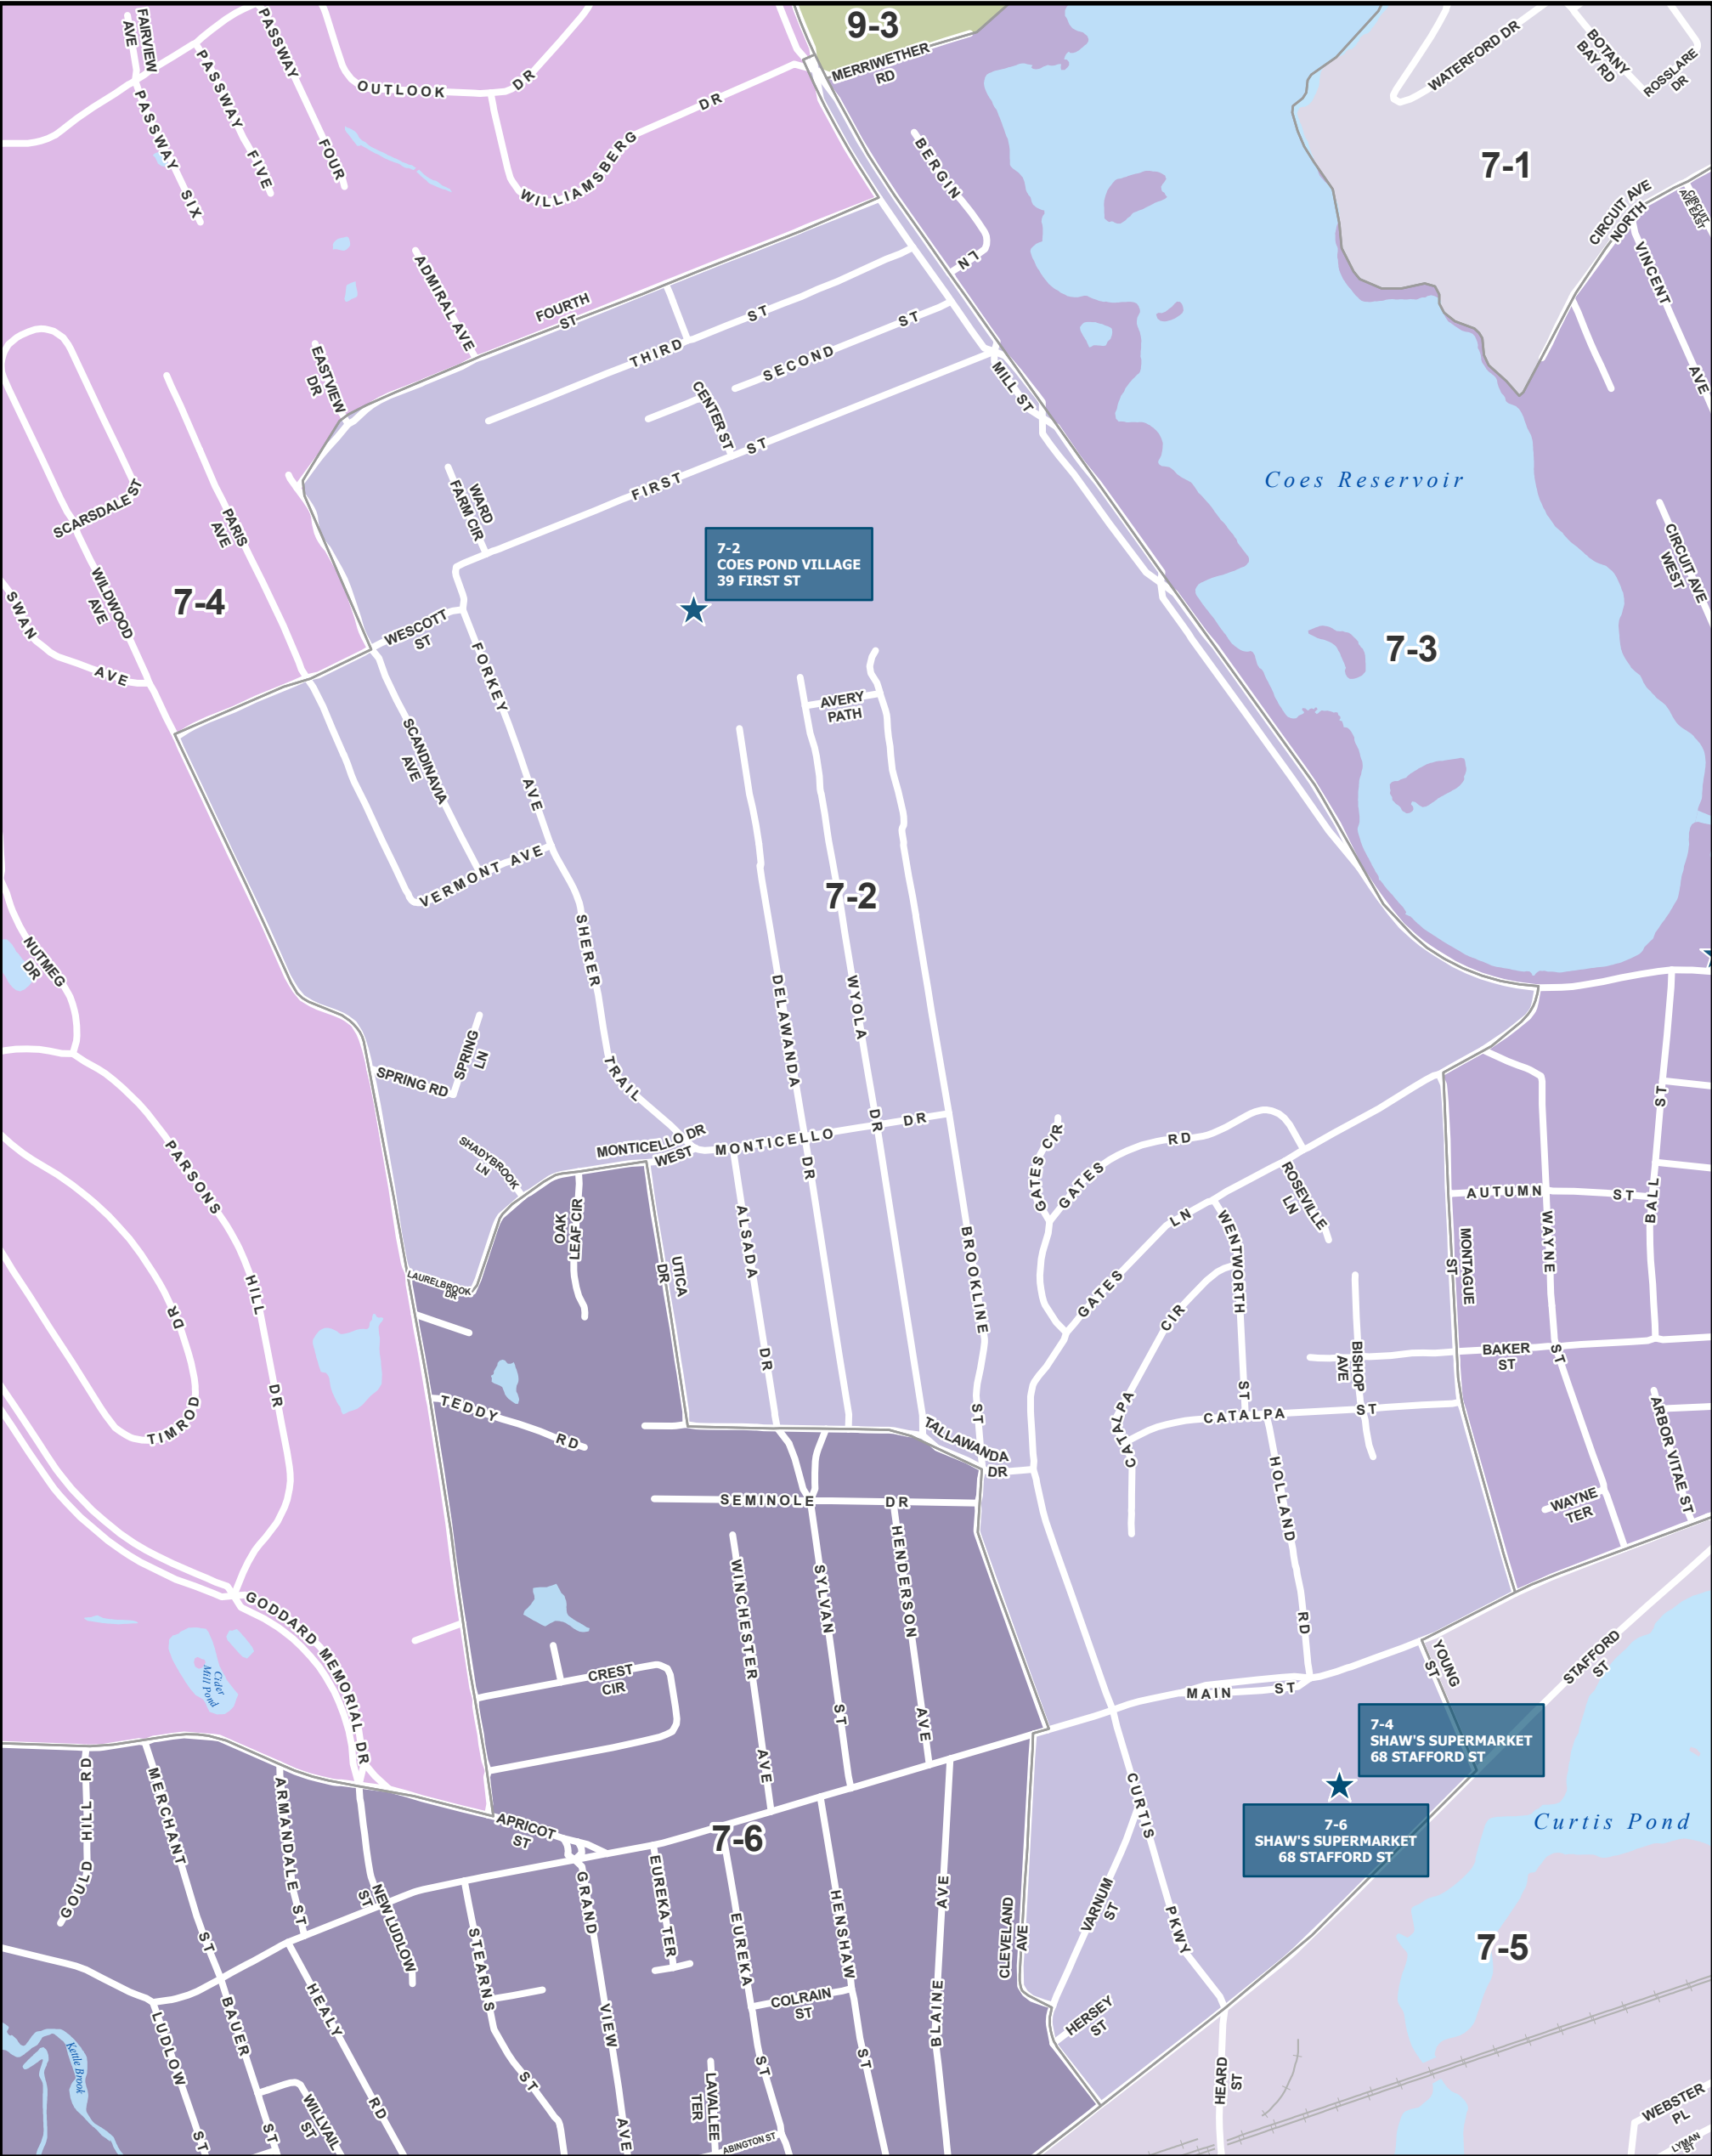 9-3
FAIRVIEW
AVE
PASSWAY
FOUR
PASSWAY
FIVE
PASSWAY
SIX
OUTLOOK
DR
WILLIAMSBERG
DR
MERRIWETHER
RD
BERGIN
LN
WATERFORD DR
BOTANY
BAY RD
ROSSLARE
DR
7-1
CIRCUIT AVE
NORTH
CIRCUIT
AVE EAST
VINCENT
AVE
ADMIRAL AVE
EASTVIEW
DR
FOURTH
ST
THIRD
ST
SECOND
ST
CENTER ST
FIRST
ST
MILL ST
Coes Reservoir
WARD
FARM CIR
SCARSDALE ST
PARIS
AVE
WILDWOOD
AVE
7-4
SWAN
AVE
7-2
COES POND VILLAGE
39 FIRST ST
CIRCUIT AVE
WEST
7-3
WESCOTT
ST
FORKEY
AVE
SCANDINAVIA
AVE
AVERY
PATH
VERMONT AVE
7-2
SHERER
TRAIL
DELAWANDA
DR
WYOLA
DR
NUTMEG
DR
SPRING
LN
SPRING RD
SHADYBROOK
LN
MONTICELLO DR
WEST
MONTICELLO
DR
GATES CIR
GATES
RD
ROSEVILLE
LN
GATES
LN
WENTWORTH
ST
AUTUMN
ST
BALL
ST
MONTAGUE
ST
WAYNE
ST
PARSONS
HILL
DR
OAK
LEAF CIR
UTICA
DR
ALSADA
DR
BROOKLINE
ST
LAURELBROOK
DR
CATALPA
CIR
BISHOP
AVE
BAKER
ST
CATALPA
ST
TIMROD
DR
TEDDY
RD
TALLAWANDA
DR
HOLLAND
RD
ARBOR VITAE ST
WAYNE
TER
SEMINOLE
DR
WINCHESTER
AVE
SYLVAN
ST
HENDERSON
AVE
GODDARD MEMORIAL DR
Cider
Mill Pond
CREST
CIR
MAIN
ST
YOUNG
ST
STAFFORD
ST
7-4
SHAW'S SUPERMARKET
68 STAFFORD ST
7-6
SHAW'S SUPERMARKET
68 STAFFORD ST
Curtis Pond
GOULD HILL RD
MERCHANT
ST
ARMANDALE ST
APRICOT
ST
7-6
CURTIS
PKWY
VARNUM
ST
NEW LUDLOW
ST
STEARNS
ST
GRAND
VIEW
AVE
EUREKA TER
EUREKA
ST
HENSHAW
ST
BLAINE
AVE
CLEVELAND
AVE
7-5
COLRAIN
ST
HERSEY
ST
HEARD
ST
Kettle Brook
LUDLOW
ST
BAUER
ST
HEALY
RD
WILLVAIL
ST
LAVALLEE
TER
ABINGTON ST
WEBSTER
PL
LYMAN
ST